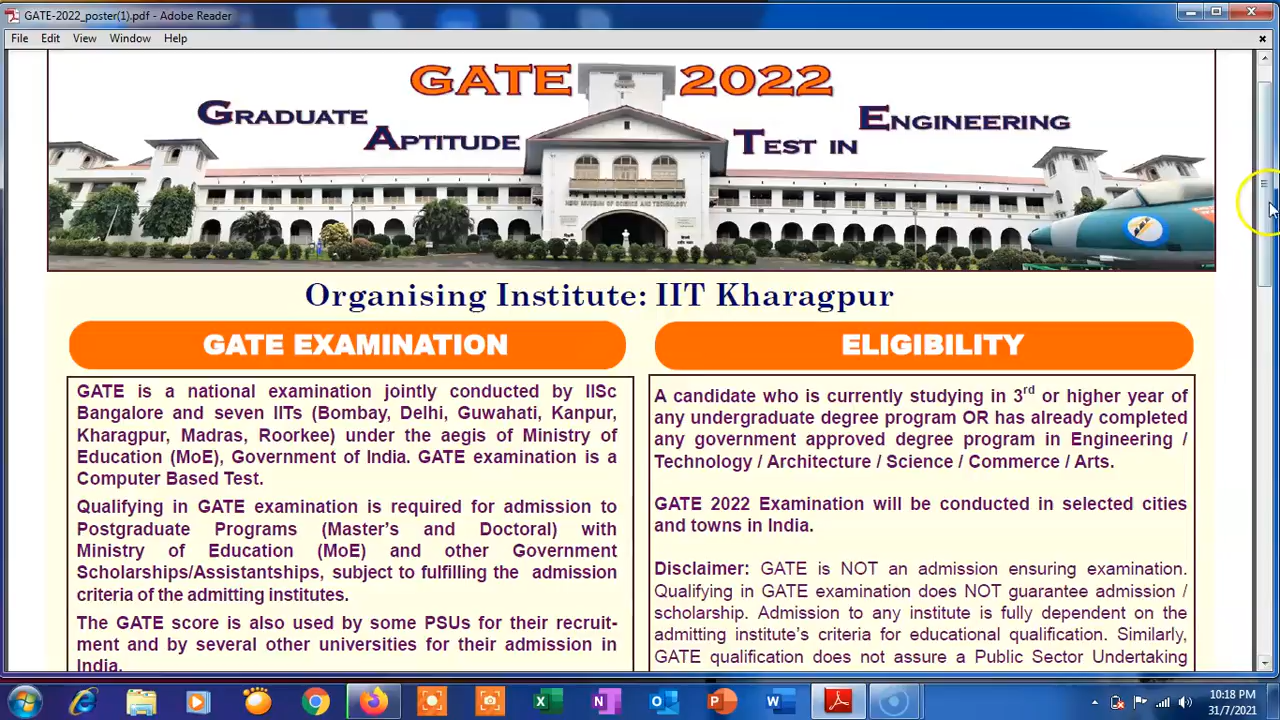 GATE-2022_poster(1).pdf - Adobe Reader
File Edit View Window Help
GATE 2022
GRADUATE
APTITUDE
TEST IN
ENGINEERING
Organising Institute: IIT Kharagpur
GATE EXAMINATION
GATE is a national examination jointly conducted by IISc
Bangalore and seven IITs (Bombay, Delhi, Guwahati, Kanpur,
Kharagpur, Madras, Roorkee) under the aegis of Ministry of
Education (MoE), Government of India. GATE examination is a
Computer Based Test.
Qualifying in GATE examination is required for admission to
Postgraduate Programs (Master's and Doctoral) with
Ministry of Education (MoE) and other Government
Scholarships/Assistantships, subject to fulfilling the admission
criteria of the admitting institutes.
The GATE score is also used by some PSUs for their recruit-
ment and by several other universities for their admission in
India.
ELIGIBILITY
A candidate who is currently studying in 3rd or higher year of
any undergraduate degree program OR has already completed
any government approved degree program in Engineering /
Technology / Architecture / Science / Commerce / Arts.
GATE 2022 Examination will be conducted in selected cities
and towns in India.
Disclaimer: GATE is NOT an admission ensuring examination.
Qualifying in GATE examination does NOT guarantee admission /
scholarship. Admission to any institute is fully dependent on the
admitting institute's criteria for educational qualification. Similarly,
GATE qualification does not assure a Public Sector Undertaking
10:18 PM
31/7/2021